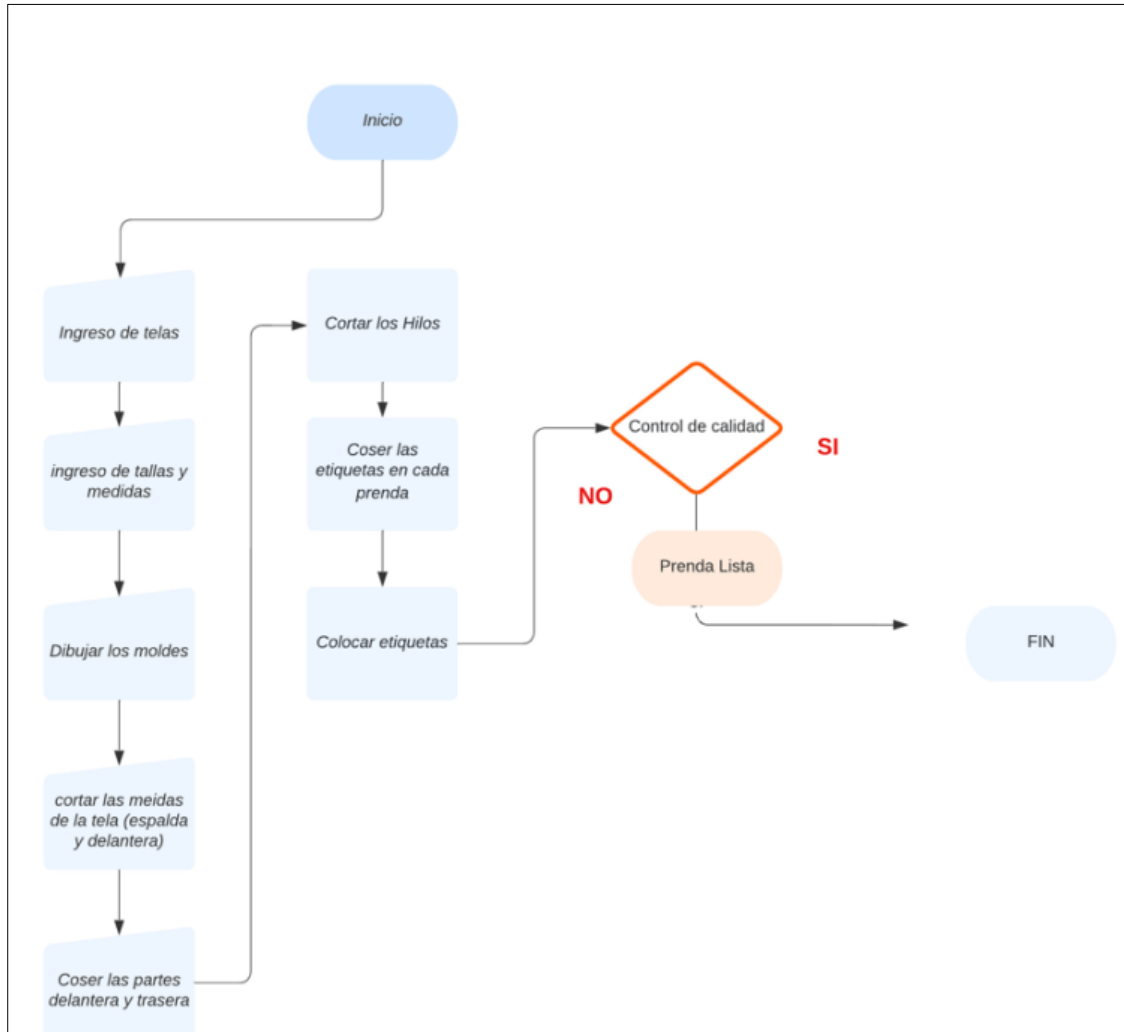 Inicio
Ingreso de telas
ingreso de tallas y
medidas
Dibujar los moldes
cortar las meidas
de la tela (espalda
y delantera)
Coser las partes
delantera y trasera
Cortar los Hilos
Coser las
etiquetas en cada
prenda
Colocar etiquetas
Control de calidad
SI
NO
Prenda Lista
FIN